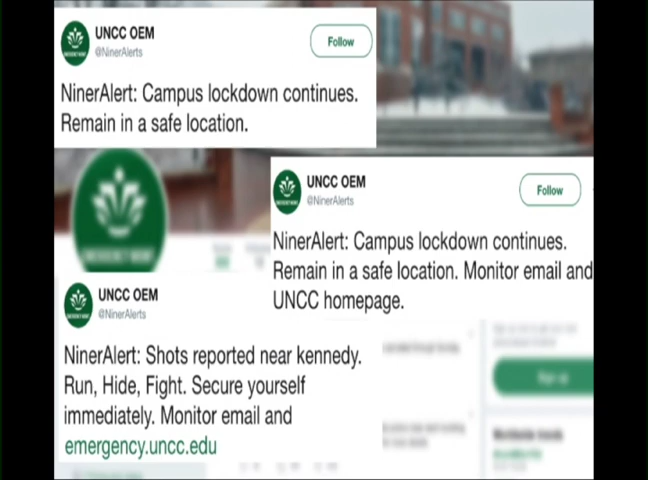 UNCC OEM
@NinerAlerts
Follow
NinerAlert: Campus lockdown continues.
Remain in a safe location.
UNCC OEM
@NinerAlerts
Follow
NinerAlert: Campus lockdown continues.
Remain in a safe location. Monitor email and
UNCC homepage.
UNCC OEM
@NinerAlerts
NinerAlert: Shots reported near kennedy.
Run, Hide, Fight. Secure yourself
immediately. Monitor email and
emergency.uncc.edu